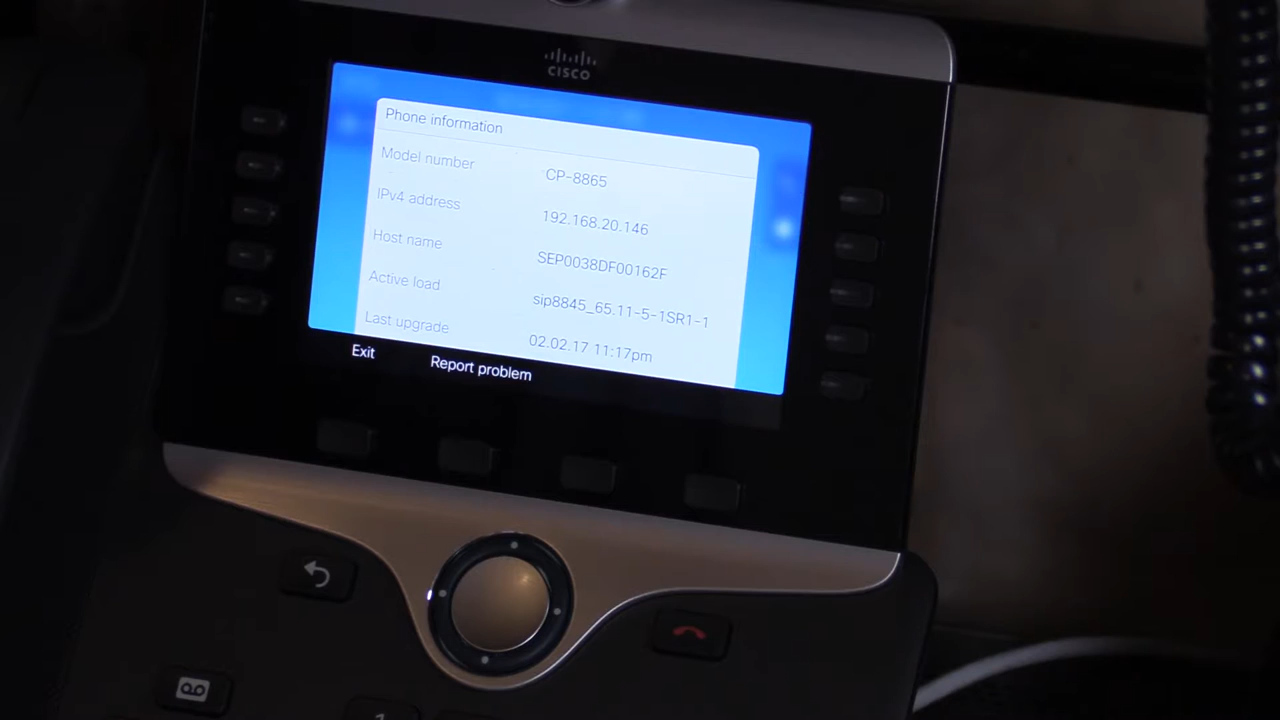 CISCO
Phone information
Model number CP-8865
IPv4 address 192.168.20.146
Host name SEP0038DF00162F
Active load sip8845_65.11-5-1SR1-1
Last upgrade 02.02.17 11:17pm
Exit Report problem